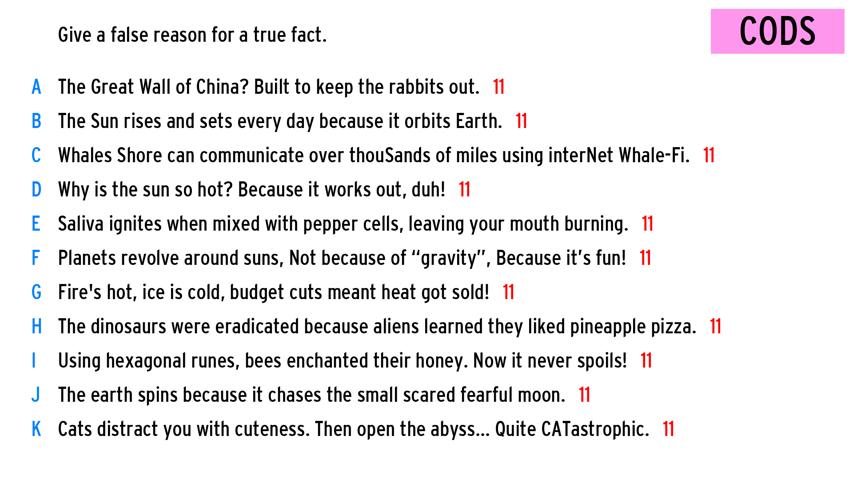 Give a false reason for a true fact.
CODS
A The Great Wall of China? Built to keep the rabbits out. 11
B The Sun rises and sets every day because it orbits Earth. 11
C Whales Shore can communicate over thouSands of miles using interNet Whale-Fi. 11
D Why is the sun so hot? Because it works out, duh! 11
E Saliva ignites when mixed with pepper cells, leaving your mouth burning. 11
F Planets revolve around suns, Not because of “gravity”, Because it’s fun! 11
G Fire's hot, ice is cold, budget cuts meant heat got sold! 11
H The dinosaurs were eradicated because aliens learned they liked pineapple pizza. 11
I Using hexagonal runes, bees enchanted their honey. Now it never spoils! 11
J The earth spins because it chases the small scared fearful moon. 11
K Cats distract you with cuteness. Then open the abyss... Quite CATastrophic. 11